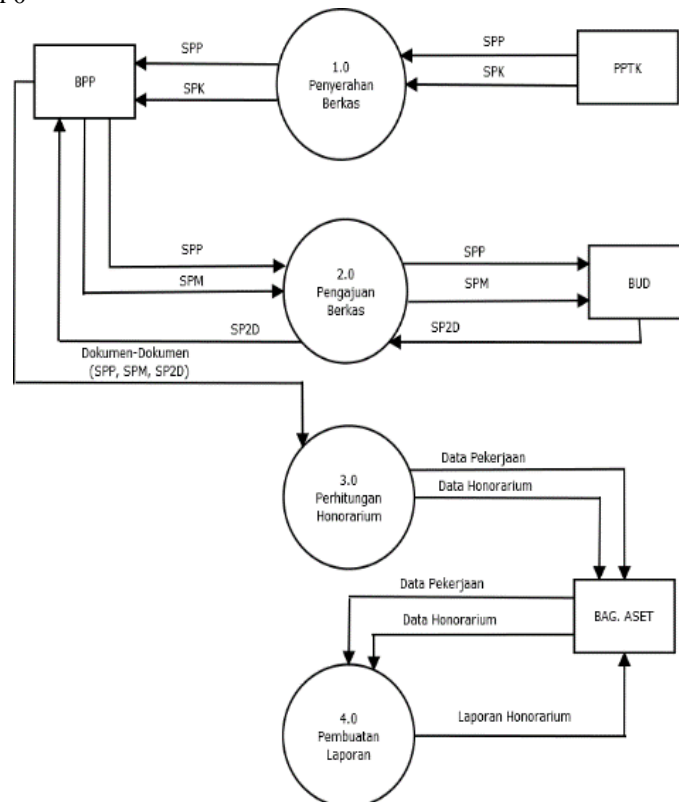 SPP
1.0
SPP
BPP
Penyerahan
PPTK
SPK
Berkas
SPK
SPP
2.0
SPP
SPM
Pengajuan
SPM
BUD
Berkas
SP2D
SP2D
Dokumen-Dokumen
(SPP, SPM, SP2D)
3.0
Perhitungan
Honorarium
Data Pekerjaan
Data Honorarium
Data Pekerjaan
Data Honorarium
BAG. ASET
4.0
Pembuatan
Laporan
Laporan Honorarium